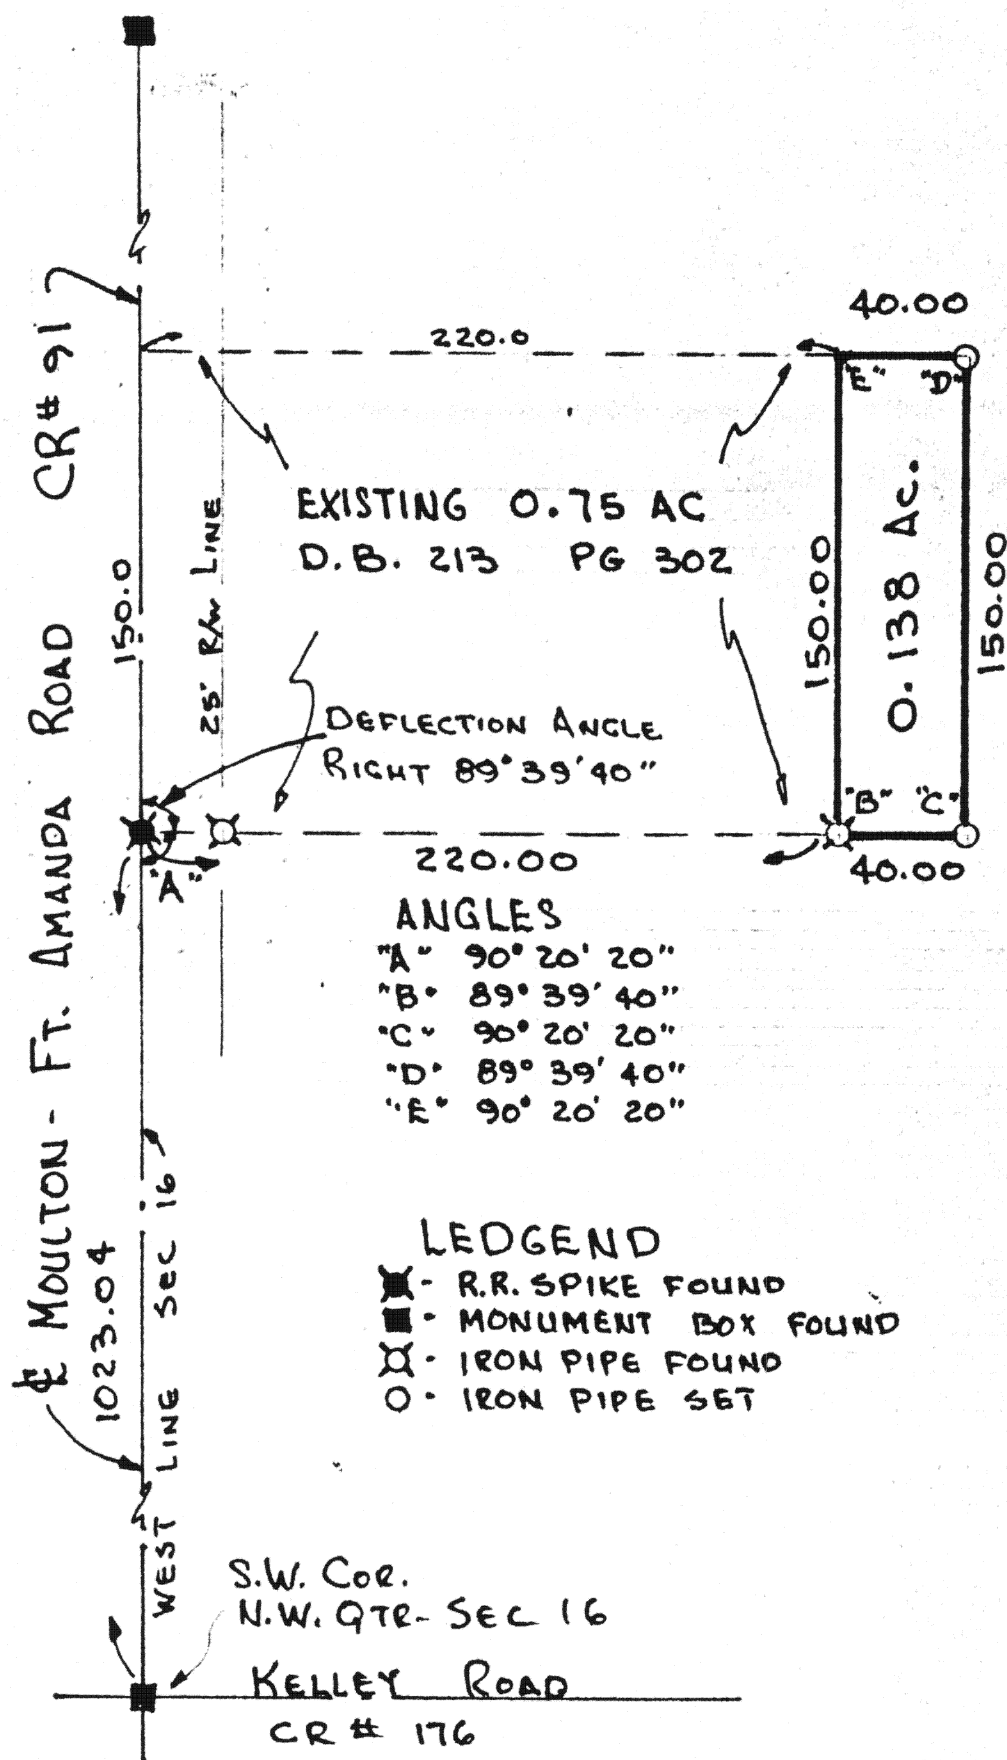 40.00
220.0
"E" "D"
CR# 91
EXISTING 0.75 AC
D.B. 213 PG 302
150.0
25' R/W LINE
150.00
0.138 Ac.
150.00
DEFLECTION ANGLE
RIGHT 89° 39' 40"
"B" "C"
"A"
220.00
40.00
ANGLES
"A" 90° 20' 20"
"B" 89° 39' 40"
"C" 90° 20' 20"
"D" 89° 39' 40"
"E" 90° 20' 20"
℄ MOULTON - FT. AMANDA ROAD
1023.04
WEST LINE SEC 16
LEDGEND
- R.R. SPIKE FOUND
- MONUMENT BOX FOUND
- IRON PIPE FOUND
- IRON PIPE SET
S.W. COR.
N.W. QTR- SEC 16
KELLEY ROAD
CR # 176